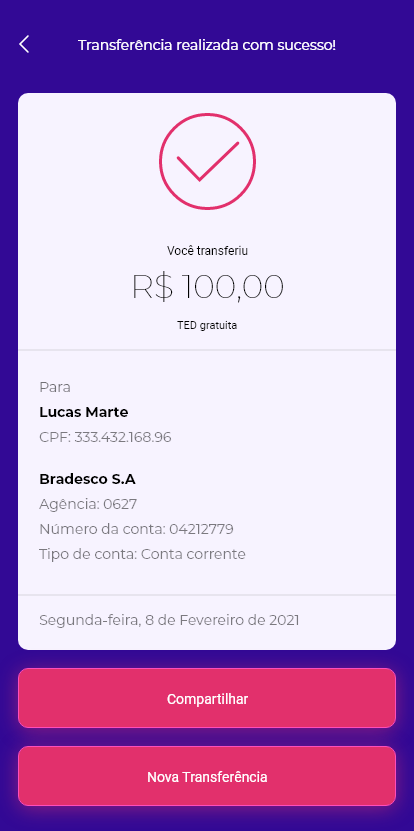 Transferência realizada com sucesso!
Você transferiu
R$ 100,00
TED gratuita
Para
Lucas Marte
CPF: 333.432.168.96
Bradesco S.A
Agência: 0627
Número da conta: 04212779
Tipo de conta: Conta corrente
Segunda-feira, 8 de Fevereiro de 2021
Compartilhar
Nova Transferência